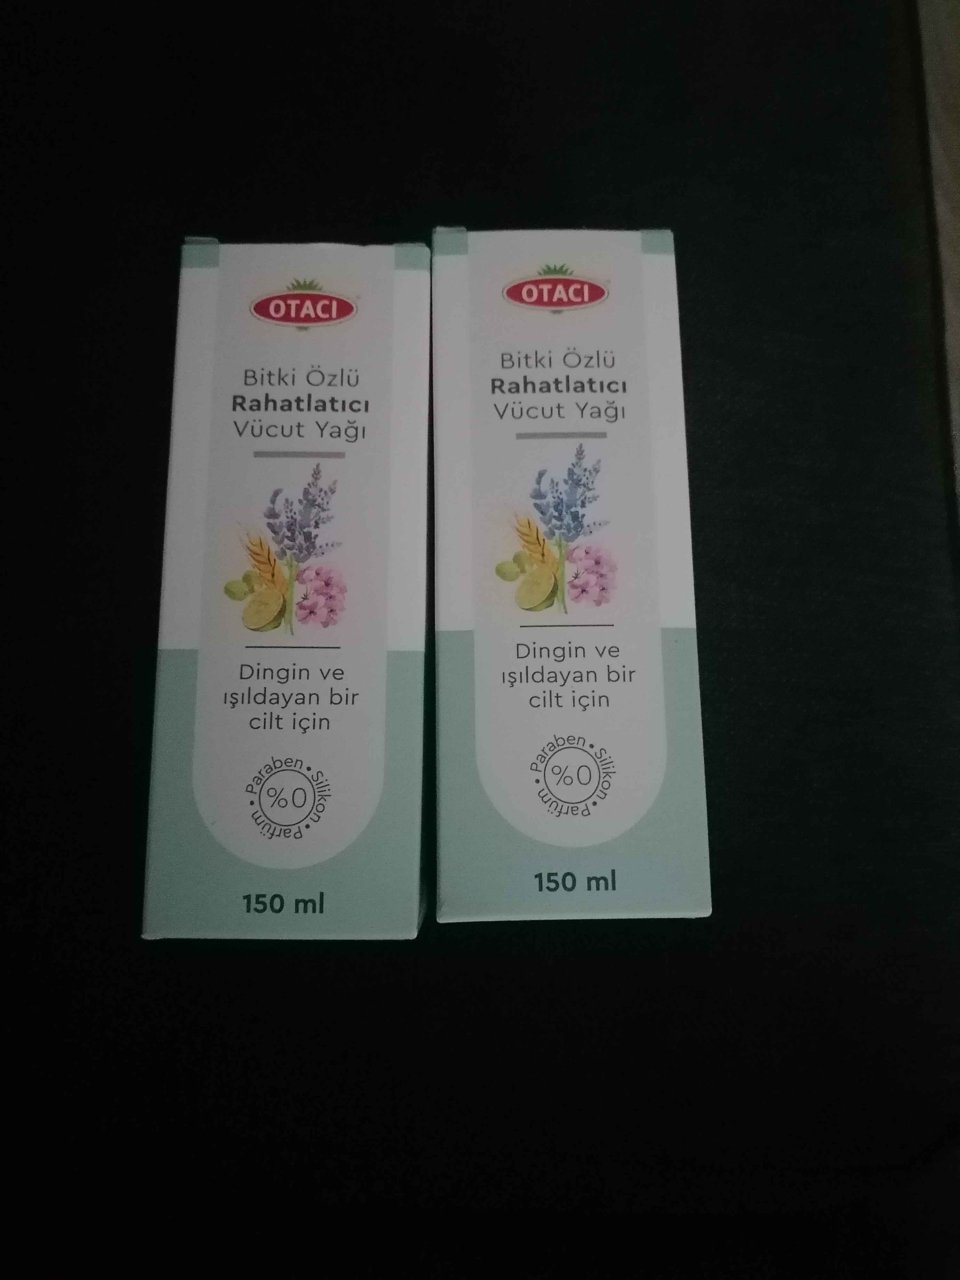 OTACI
Bitki Özlü
Rahatlatıcı
Vücut Yağı
Dingin ve
ışıldayan bir
cilt için
Paraben • Silikon • Parfüm •
%0
150 ml
OTACI
Bitki Özlü
Rahatlatıcı
Vücut Yağı
Dingin ve
ışıldayan bir
cilt için
Paraben • Silikon • Parfüm •
%0
150 ml